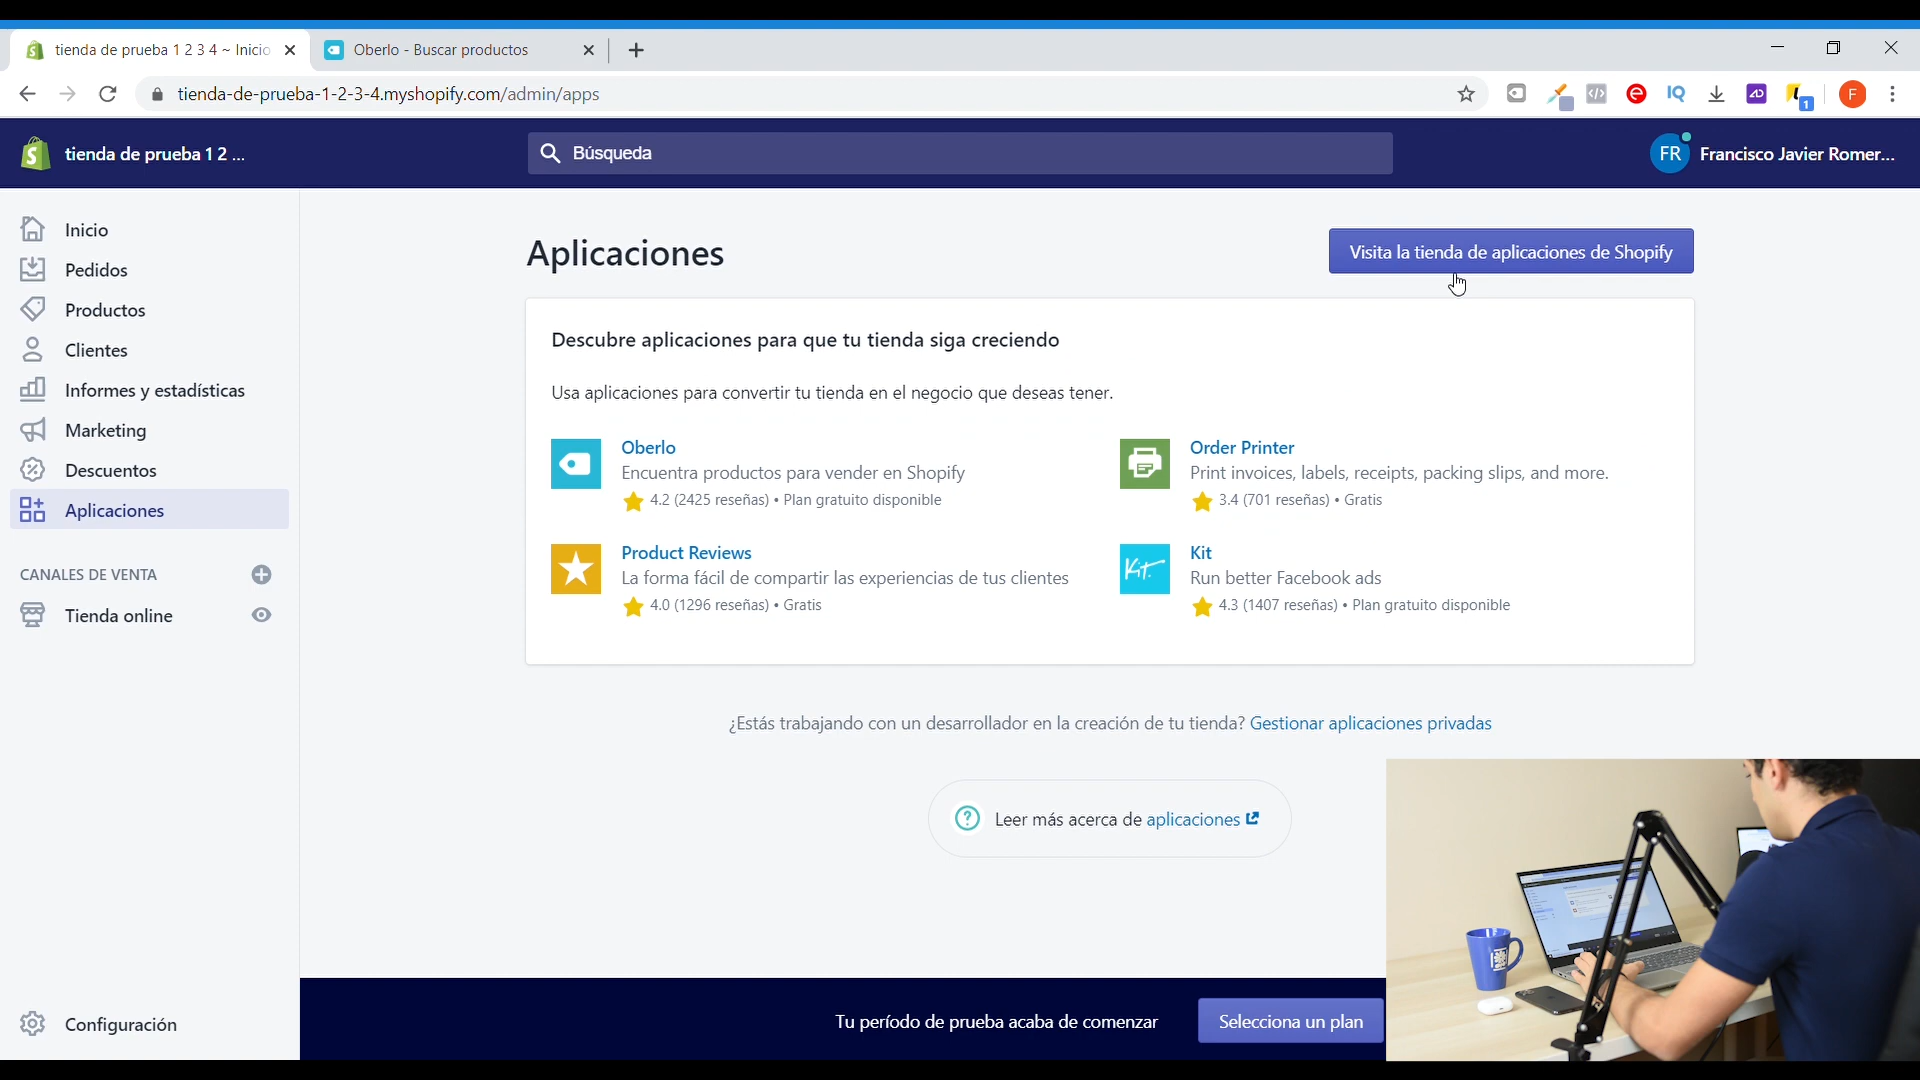 tienda de prueba 1 2 3 4 ~ Inicio
Oberlo - Buscar productos
tienda-de-prueba-1-2-3-4.myshopify.com/admin/apps
1
F
tienda de prueba 1 2 ...
Búsqueda
FR
Francisco Javier Romer...
Inicio
Pedidos
Productos
Clientes
Informes y estadísticas
Marketing
Descuentos
Aplicaciones
CANALES DE VENTA
Tienda online
Configuración
Aplicaciones
Visita la tienda de aplicaciones de Shopify
Descubre aplicaciones para que tu tienda siga creciendo
Usa aplicaciones para convertir tu tienda en el negocio que deseas tener.
Oberlo
Encuentra productos para vender en Shopify
4.2 (2425 reseñas) • Plan gratuito disponible
Order Printer
Print invoices, labels, receipts, packing slips, and more.
3.4 (701 reseñas) • Gratis
Product Reviews
La forma fácil de compartir las experiencias de tus clientes
4.0 (1296 reseñas) • Gratis
Kit.
Kit
Run better Facebook ads
4.3 (1407 reseñas) • Plan gratuito disponible
¿Estás trabajando con un desarrollador en la creación de tu tienda? Gestionar aplicaciones privadas
Leer más acerca de aplicaciones
Tu período de prueba acaba de comenzar
Selecciona un plan